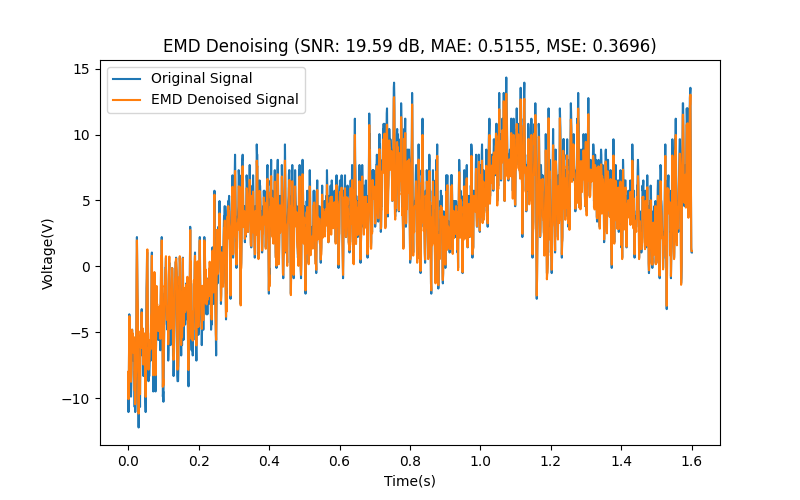 EMD Denoising (SNR: 19.59 dB, MAE: 0.5155, MSE: 0.3696)
Original Signal
EMD Denoised Signal
15
10
5
0
−5
−10
Voltage(V)
0.0 0.2 0.4 0.6 0.8 1.0 1.2 1.4 1.6
Time(s)